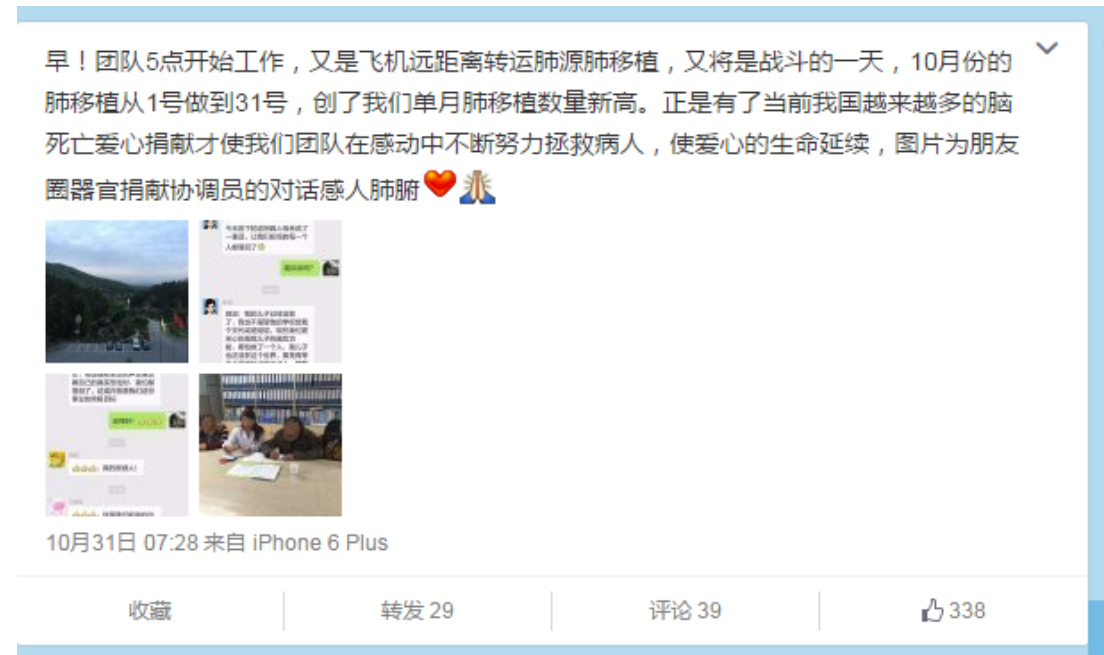 早！团队5点开始工作，又是飞机远距离转运肺源肺移植，又将是战斗的一天，10月份的
肺移植从1号做到31号，创了我们单月肺移植数量新高。正是有了当前我国越来越多的脑
死亡爱心捐献才使我们团队在感动中不断努力拯救病人，使爱心的生命延续，图片为朋友
圈器官捐献协调员的对话感人肺腑
10月31日 07:28 来自 iPhone 6 Plus
收藏
转发 29
评论 39
338